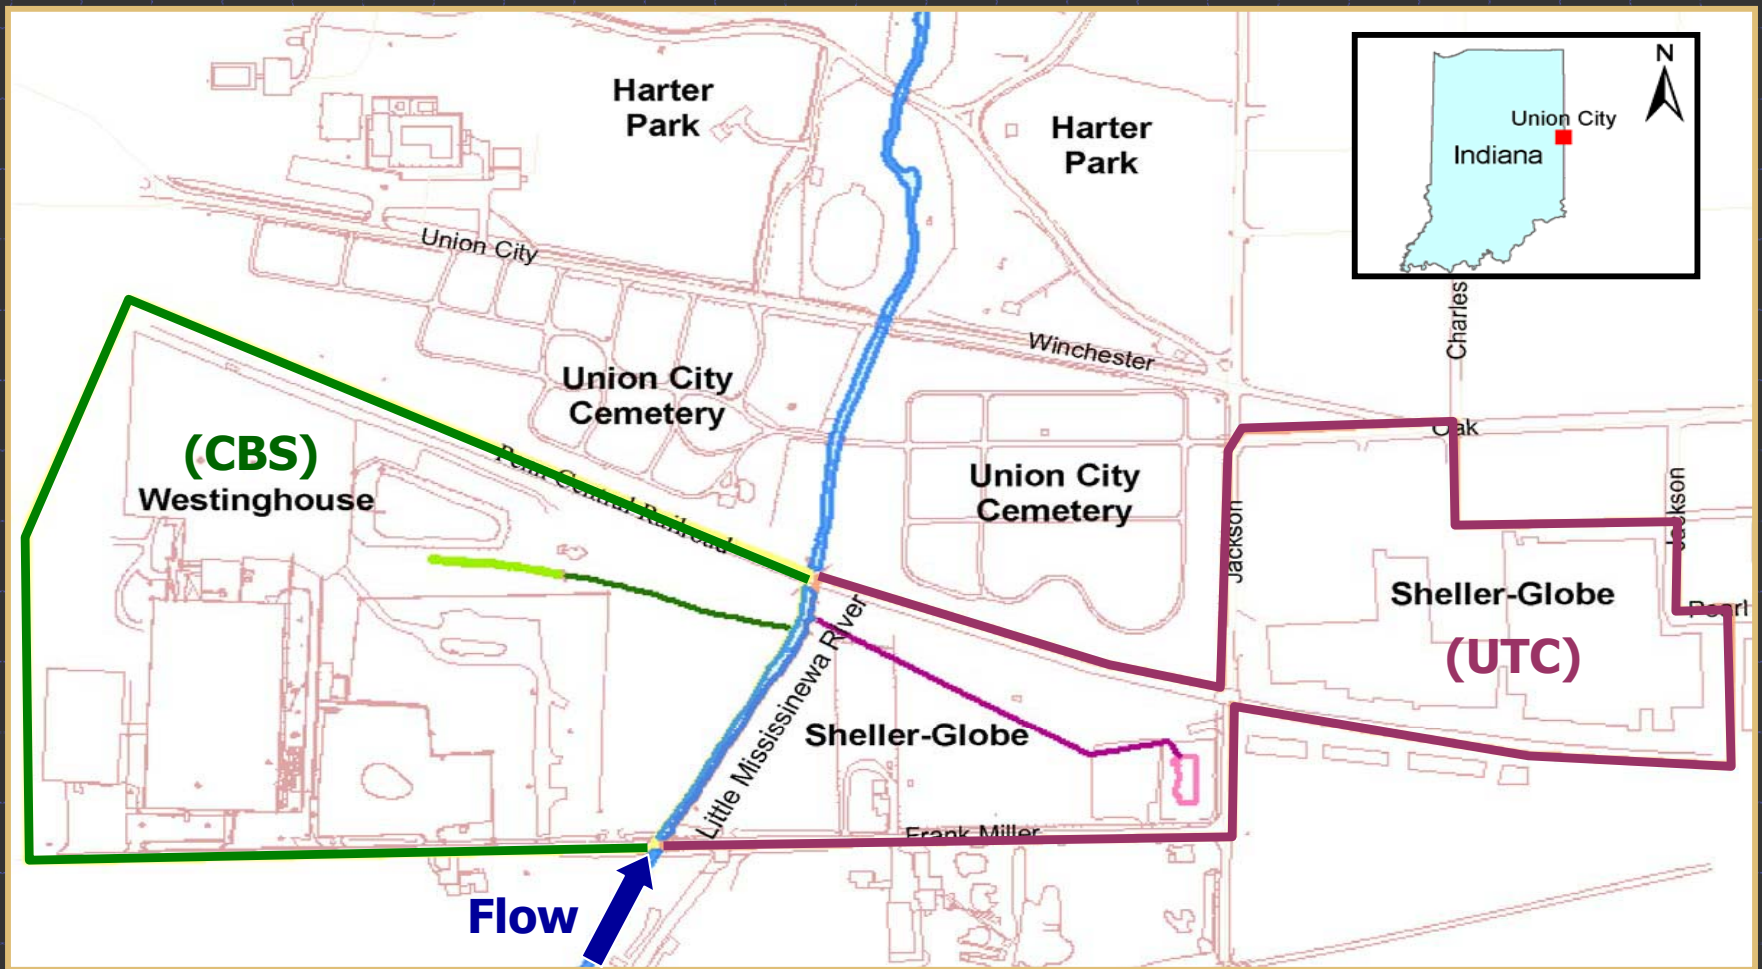 Harter
Park
Harter
Park
N
Union City
Indiana
Union City
Charles
Winchester
Union City
Cemetery
Oak
(CBS)
Westinghouse
Penn Central Railroad
Union City
Cemetery
Jackson
Jackson
Sheller-Globe
(UTC)
Pearl
Little Mississinewa River
Sheller-Globe
Frank Miller
Flow